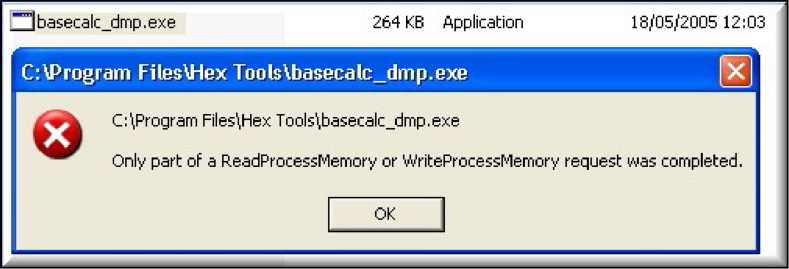 basecalc_dmp.exe 264 KB Application 18/05/2005 12:03
C:\Program Files\Hex Tools\basecalc_dmp.exe
C:\Program Files\Hex Tools\basecalc_dmp.exe
Only part of a ReadProcessMemory or WriteProcessMemory request was completed.
OK